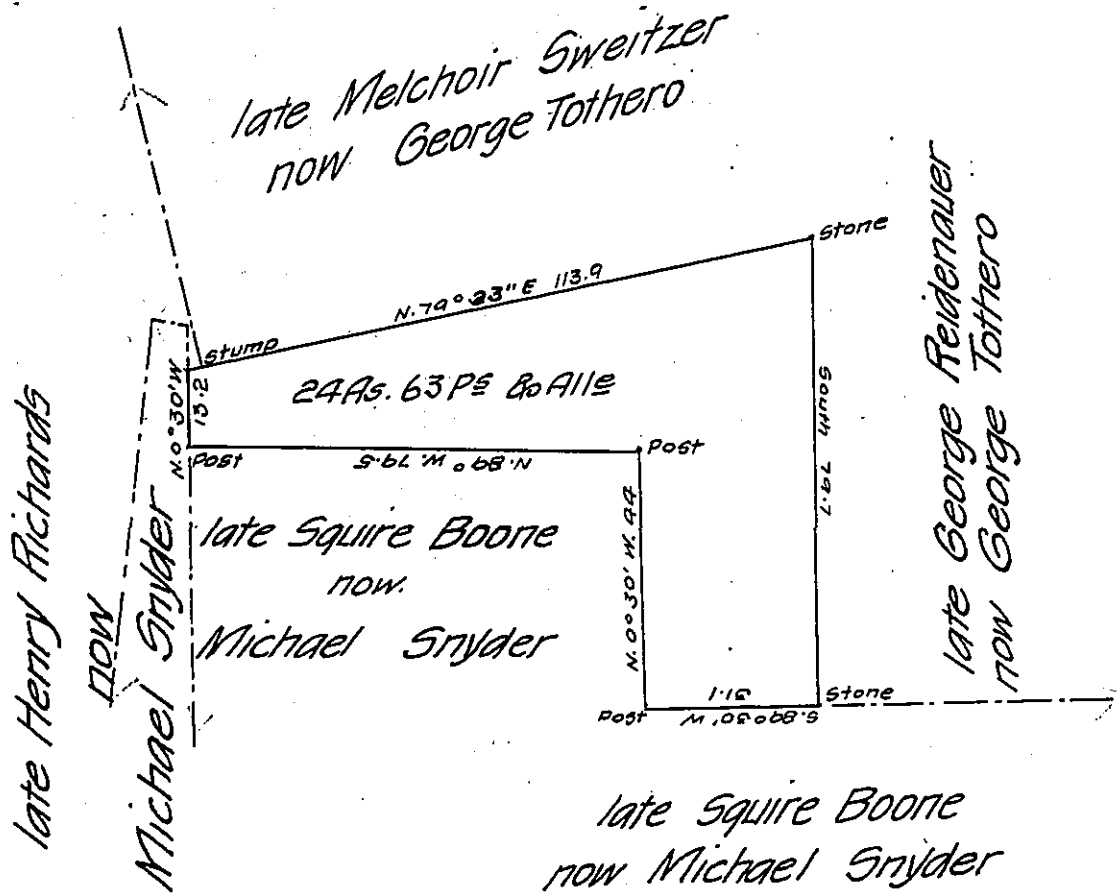 late Melchoir Sweitzer
now George Tothero
Stone
N.79°23"E 113.9
Stump
24As. 63Pˢ & Alle
N.0°30'W
13.2
Post
N.89°W. 79.5
Post
South 79.7
late George Reidenauer
now George Tothero
late Henry Richards
now
Michael Snyder
late Squire Boone
now.
Michael Snyder
N.0°30'W.44
31.1
Stone
Post
S.89°30'W
late Squire Boone
now Michael Snyder